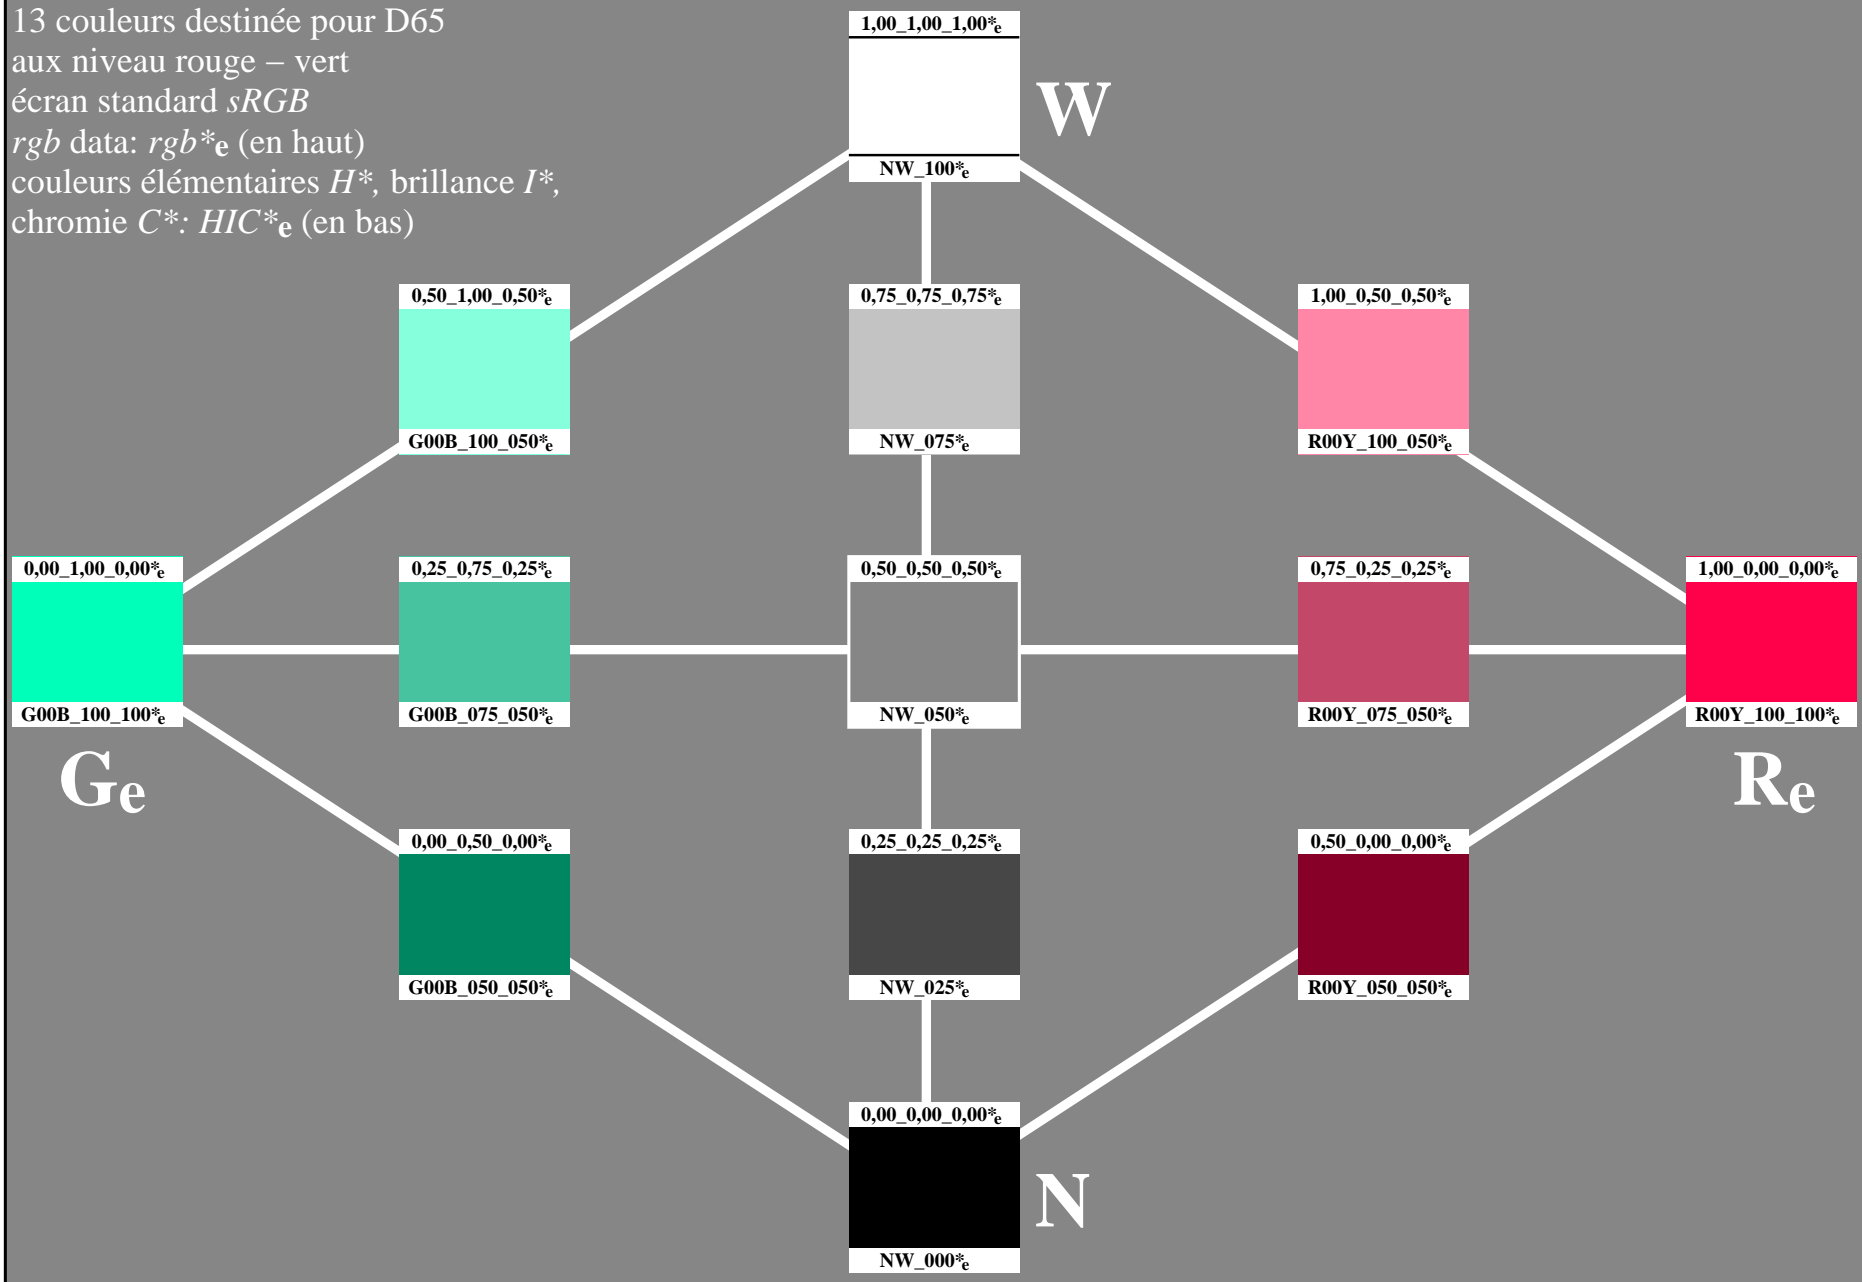 13 couleurs destinée pour D65
aux niveau rouge – vert
écran standard sRGB
rgb data: rgb*e (en haut)
couleurs élémentaires H*, brillance I*,
chromie C*: HIC*e (en bas)
1,00_1,00_1,00*e
W
NW_100*e
0,50_1,00_0,50*e
0,75_0,75_0,75*e
1,00_0,50_0,50*e
G00B_100_050*e
NW_075*e
R00Y_100_050*e
0,00_1,00_0,00*e
0,25_0,75_0,25*e
0,50_0,50_0,50*e
0,75_0,25_0,25*e
1,00_0,00_0,00*e
G00B_100_100*e
G00B_075_050*e
NW_050*e
R00Y_075_050*e
R00Y_100_100*e
Ge
Re
0,00_0,50_0,00*e
0,25_0,25_0,25*e
0,50_0,00_0,00*e
G00B_050_050*e
NW_025*e
R00Y_050_050*e
0,00_0,00_0,00*e
N
NW_000*e